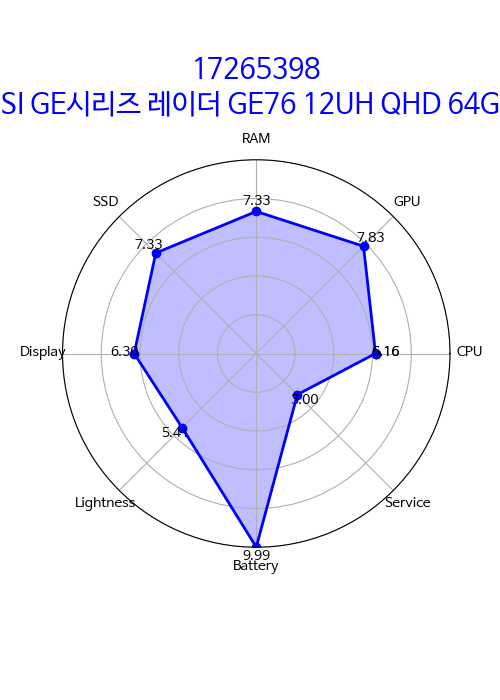 17265398
SI GE시리즈 레이더 GE76 12UH QHD 64G
RAM
7.33
SSD
GPU
7.33
7.83
Display
6.30
6.16
CPU
5.41
3.00
Lightness
Service
9.99
Battery